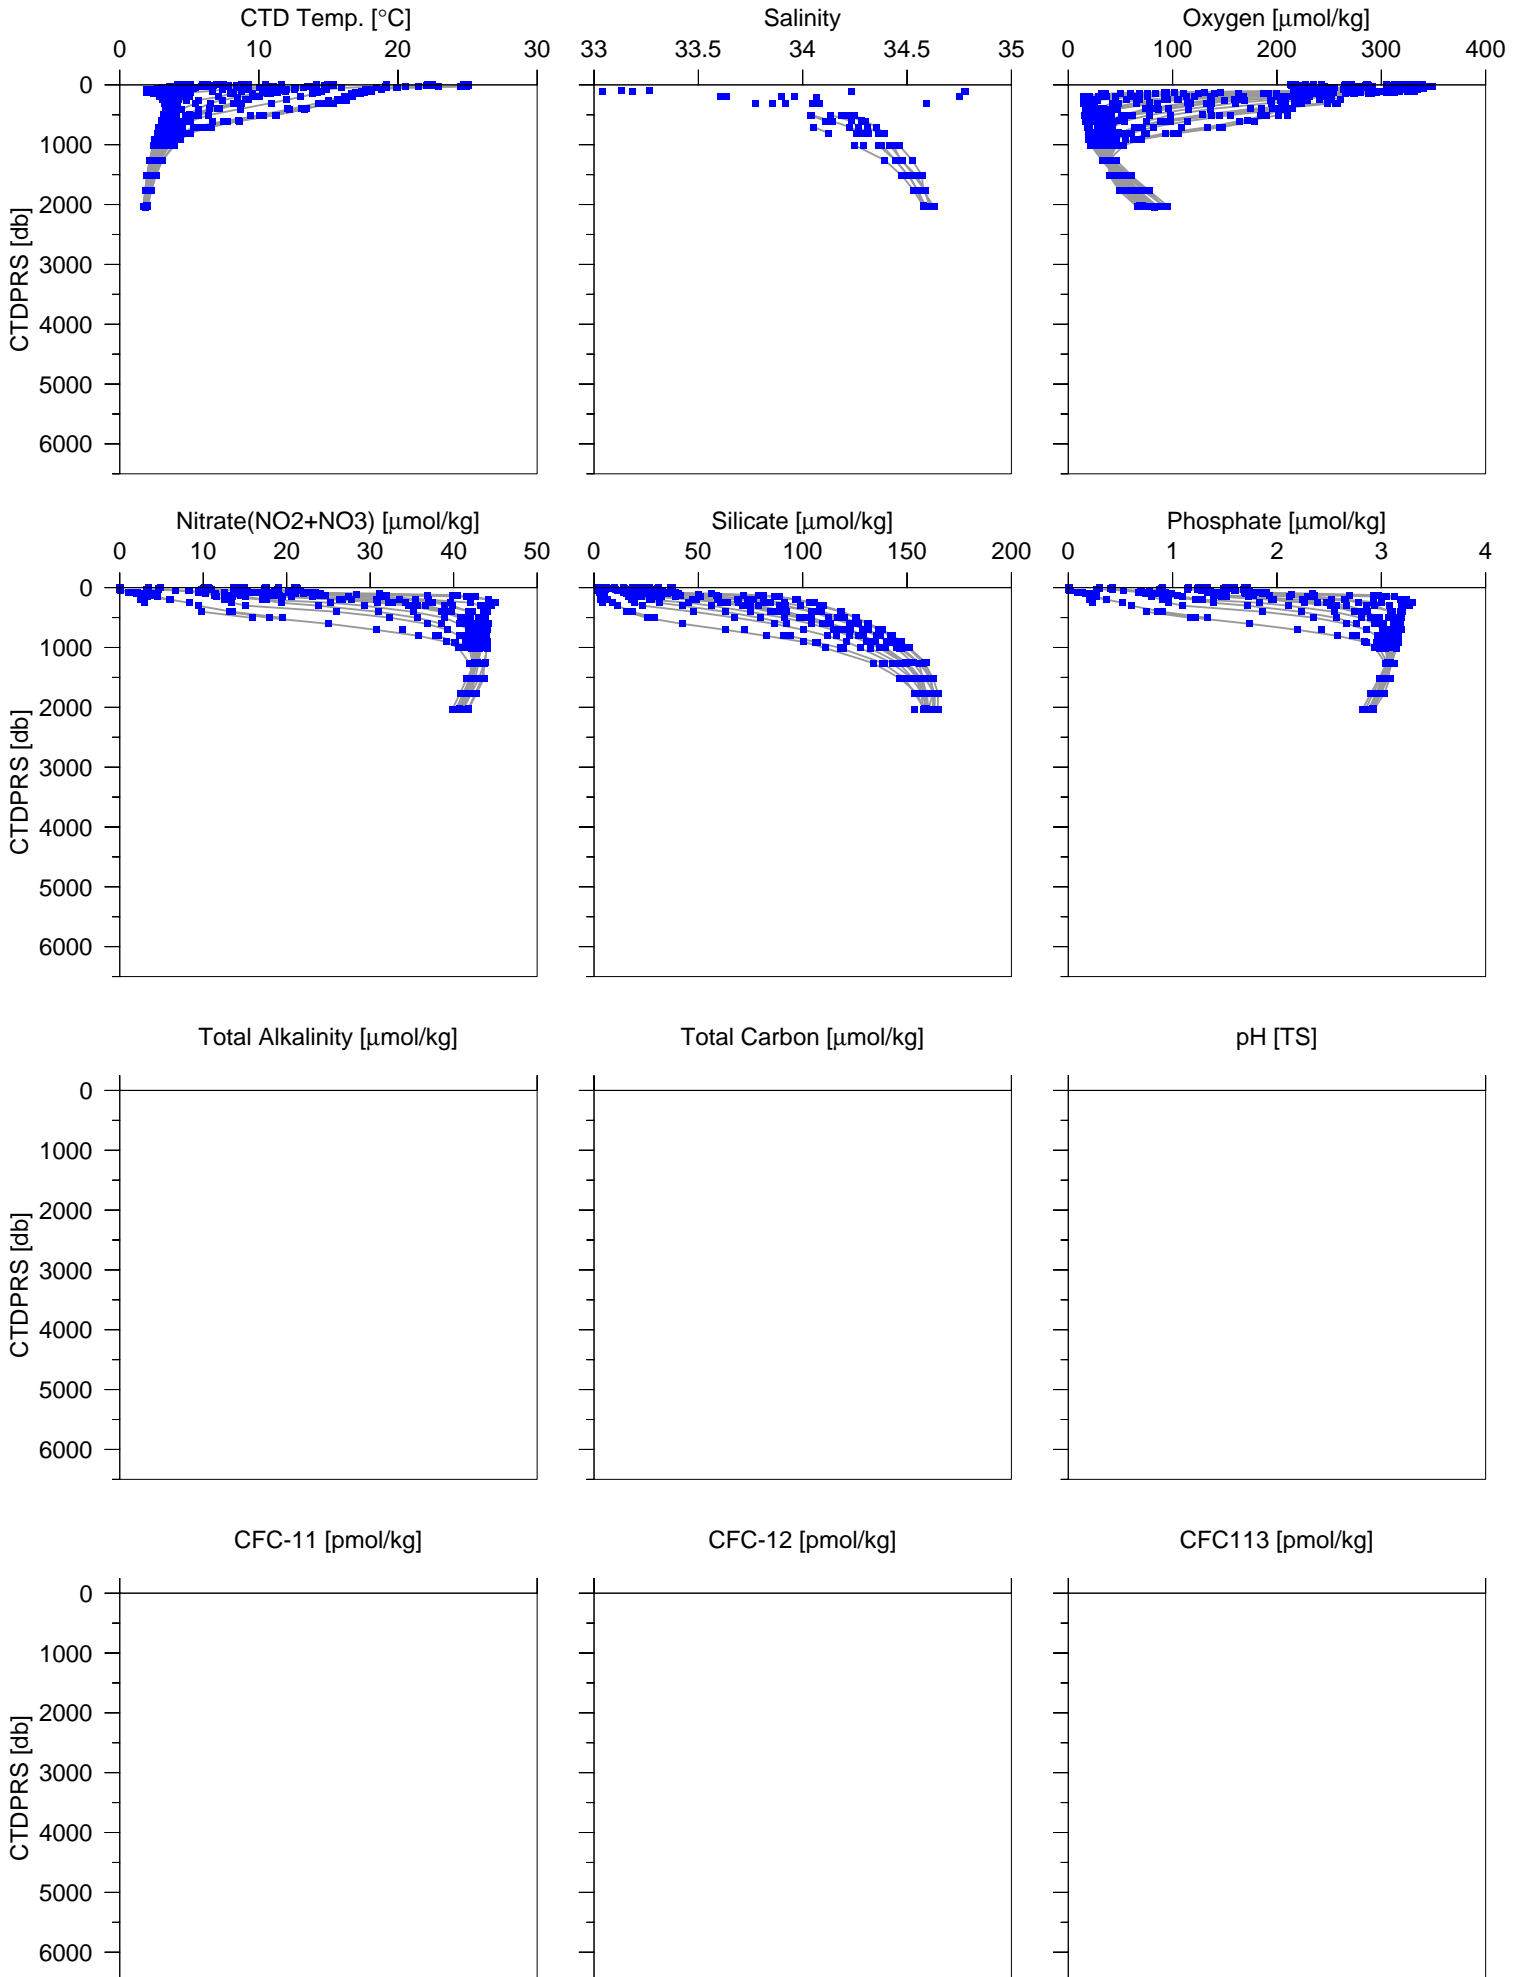 CTD Temp. [°C] Salinity Oxygen [μmol/kg]
0 10 20 30 33 33.5 34 34.5 35 0 100 200 300 400
0
1000
2000
3000
4000
5000
6000
CTDPRS [db]
Nitrate(NO2+NO3) [μmol/kg] Silicate [μmol/kg] Phosphate [μmol/kg]
0 10 20 30 40 50 0 50 100 150 200 0 1 2 3 4
0
1000
2000
3000
4000
5000
6000
CTDPRS [db]
Total Alkalinity [μmol/kg] Total Carbon [μmol/kg] pH [TS]
0
1000
2000
3000
4000
5000
6000
CTDPRS [db]
CFC-11 [pmol/kg] CFC-12 [pmol/kg] CFC113 [pmol/kg]
0
1000
2000
3000
4000
5000
6000
CTDPRS [db]